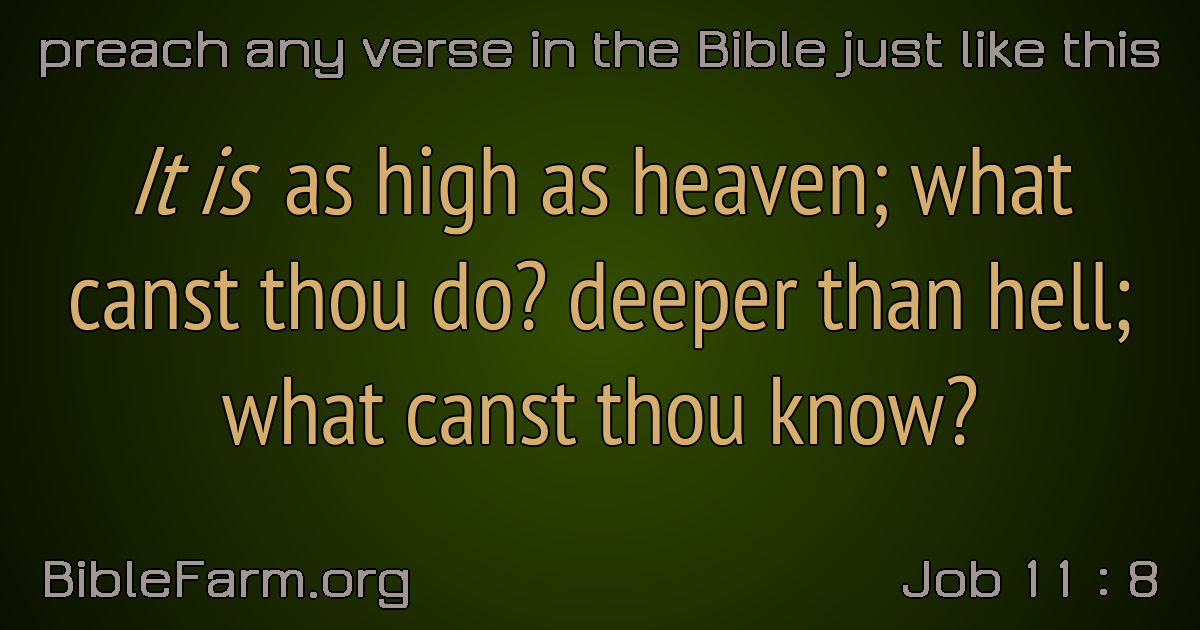 preach any verse in the Bible just like this
It is as high as heaven; what
canst thou do? deeper than hell;
what canst thou know?
BibleFarm.org
Job 11 : 8